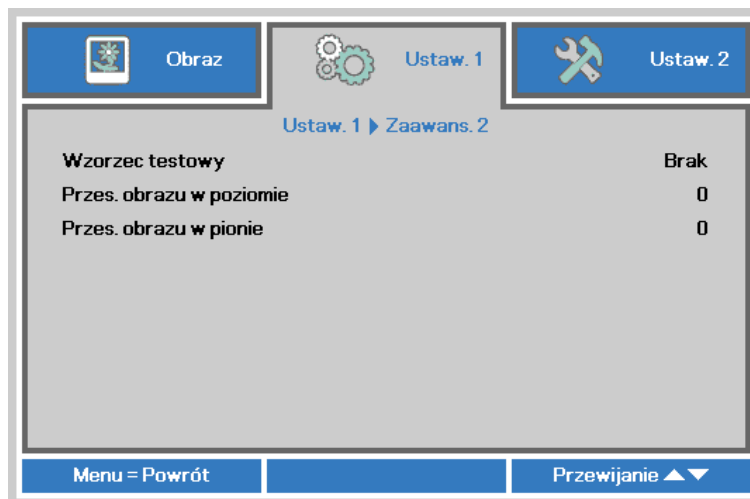 Obraz
Ustaw. 1
Ustaw. 2
Ustaw. 1 ▶ Zaawans. 2
Wzorzec testowy Brak
Przes. obrazu w poziomie 0
Przes. obrazu w pionie 0
Menu = Powrót
Przewijanie ▲▼